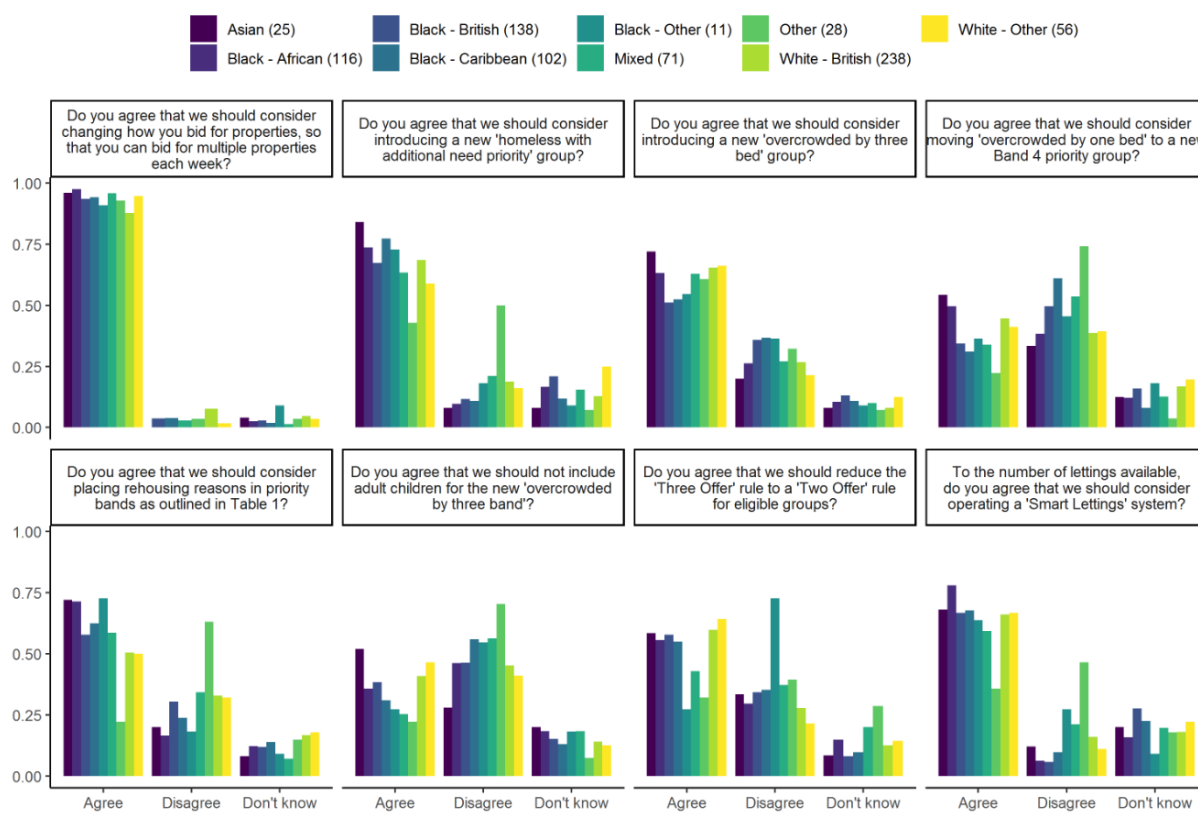 Asian (25)
Black - British (138)
Black - Other (11)
Other (28)
White - Other (56)
Black - African (116)
Black - Caribbean (102)
Mixed (71)
White - British (238)
Do you agree that we should consider
changing how you bid for properties, so
that you can bid for multiple properties
each week?
Do you agree that we should consider
introducing a new 'homeless with
additional need priority' group?
Do you agree that we should consider
introducing a new 'overcrowded by three
bed' group?
Do you agree that we should consider
moving 'overcrowded by one bed' to a new
Band 4 priority group?
1.00
0.75
0.50
0.25
0.00
Do you agree that we should consider
placing rehousing reasons in priority
bands as outlined in Table 1?
Do you agree that we should not include
adult children for the new 'overcrowded
by three band'?
Do you agree that we should reduce the
'Three Offer' rule to a 'Two Offer' rule
for eligible groups?
To the number of lettings available,
do you agree that we should consider
operating a 'Smart Lettings' system?
1.00
0.75
0.50
0.25
0.00
Agree Disagree Don't know
Agree Disagree Don't know
Agree Disagree Don't know
Agree Disagree Don't know